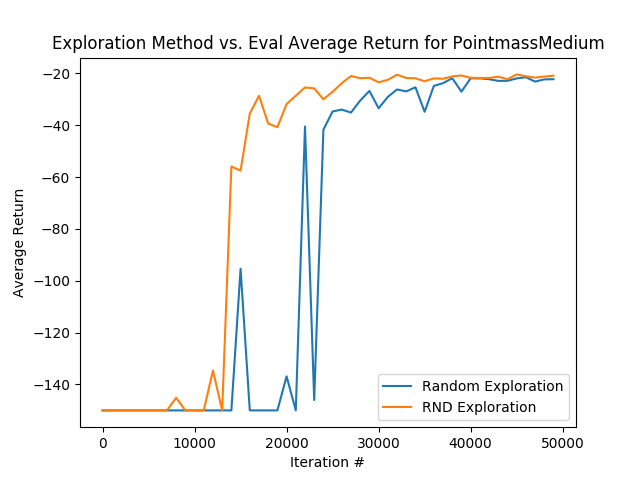 Exploration Method vs. Eval Average Return for PointmassMedium
Average Return
−20
−40
−60
−80
−100
−120
−140
0
10000
20000
30000
40000
50000
Iteration #
Random Exploration
RND Exploration